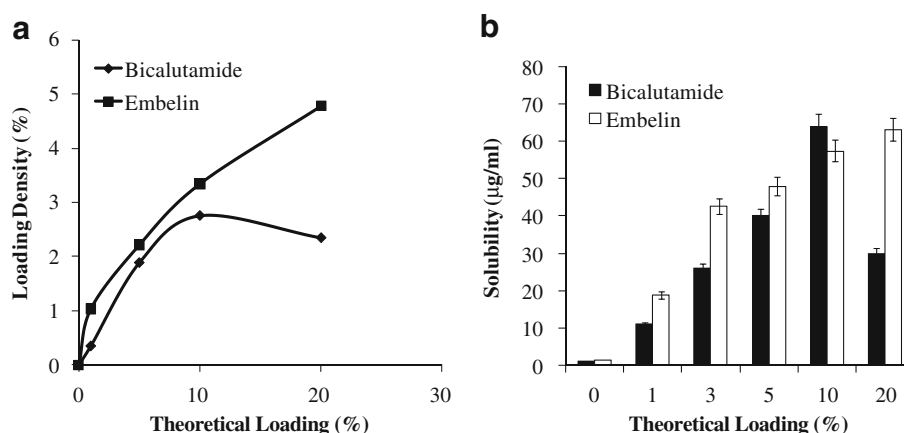 a
6
5
4
3
2
1
0
Loading Density (%)
Bicalutamide
Embelin
0 10 20 30
Theoretical Loading (%)
b
80
70
60
50
40
30
20
10
0
Solubility (µg/ml)
Bicalutamide
Embelin
0 1 3 5 10 20
Theoretical Loading (%)